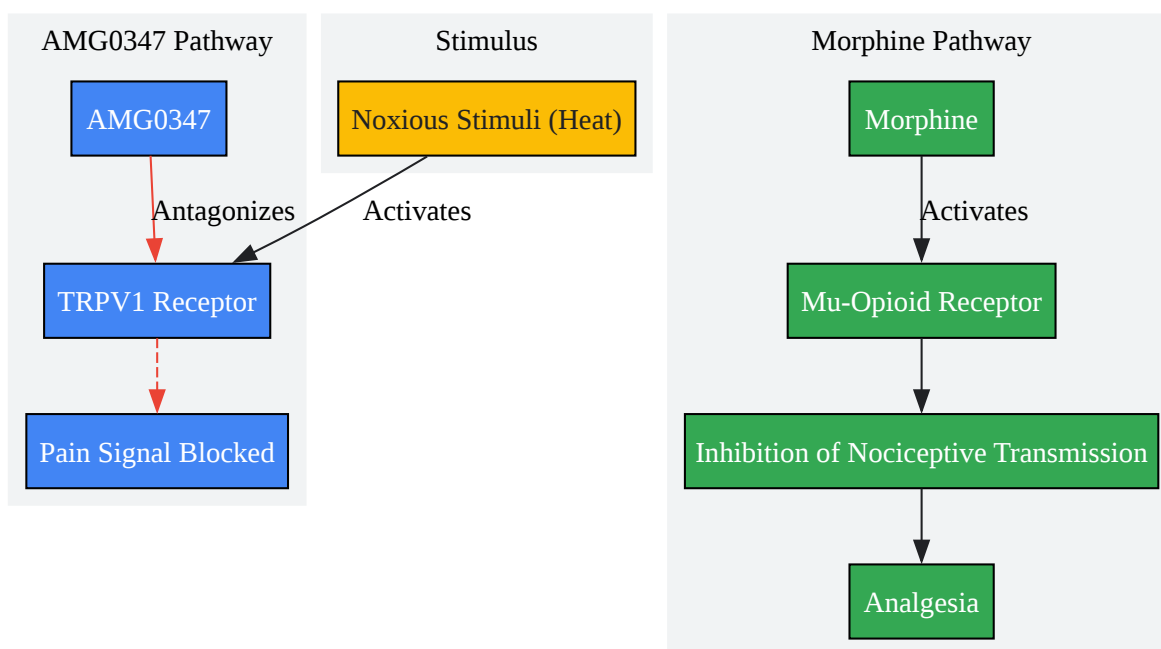 AMG0347 Pathway
Stimulus
Morphine Pathway
AMG0347
Noxious Stimuli (Heat)
Morphine
Antagonizes
Activates
Activates
TRPV1 Receptor
Mu-Opioid Receptor
Pain Signal Blocked
Inhibition of Nociceptive Transmission
Analgesia